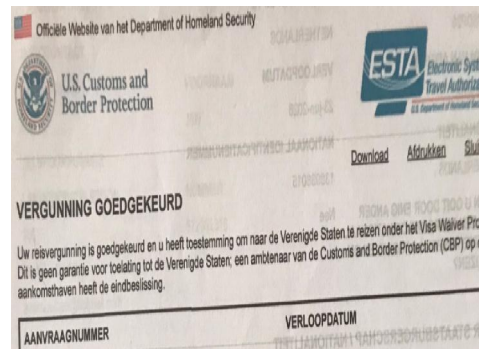 Officiële Website van het Department of Homeland Security
U.S. Customs and
Border Protection
ESTA
Electronic
Travel
Download Afdrukken
VERGUNNING GOEDGEKEURD
Uw reisvergunning is goedgekeurd en u heeft toestemming om naar de Verenigde Staten te reizen onder het Visa Waiver
Dit is geen garantie voor toelating tot de Verenigde Staten; een ambtenaar van de Customs and Border Protection (CBP) op
aankomsthaven heeft de eindbeslissing.
AANVRAAGNUMMER VERLOOPDATUM